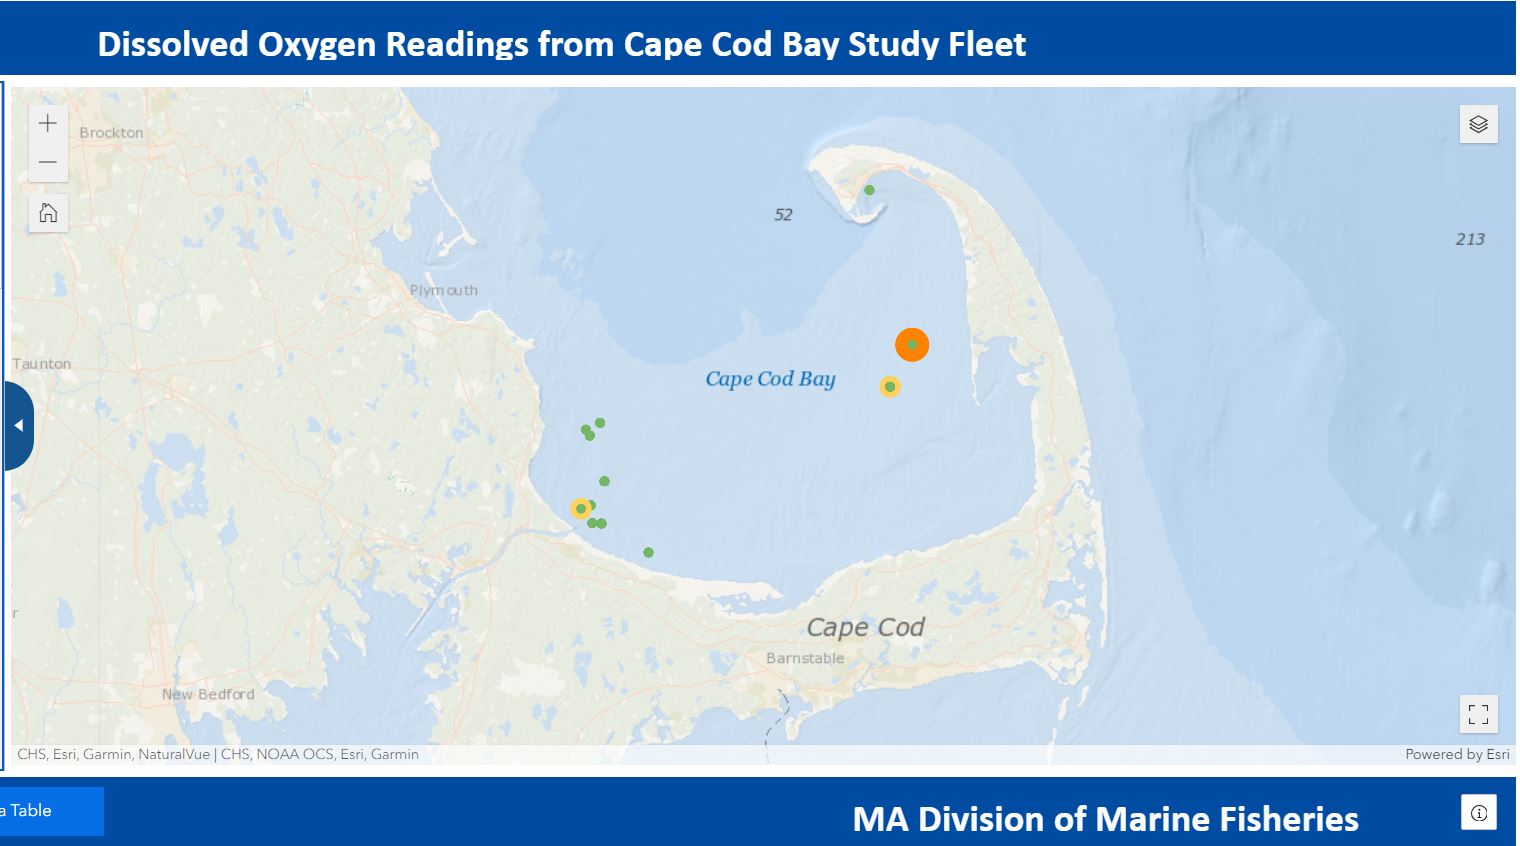 Dissolved Oxygen Readings from Cape Cod Bay Study Fleet
Brockton
52
213
Plymouth
Taunton
Cape Cod Bay
r
Cape Cod
Barnstable
New Bedford
CHS, Esri, Garmin, NaturalVue | CHS, NOAA OCS, Esri, Garmin
Powered by Esri
a Table
MA Division of Marine Fisheries